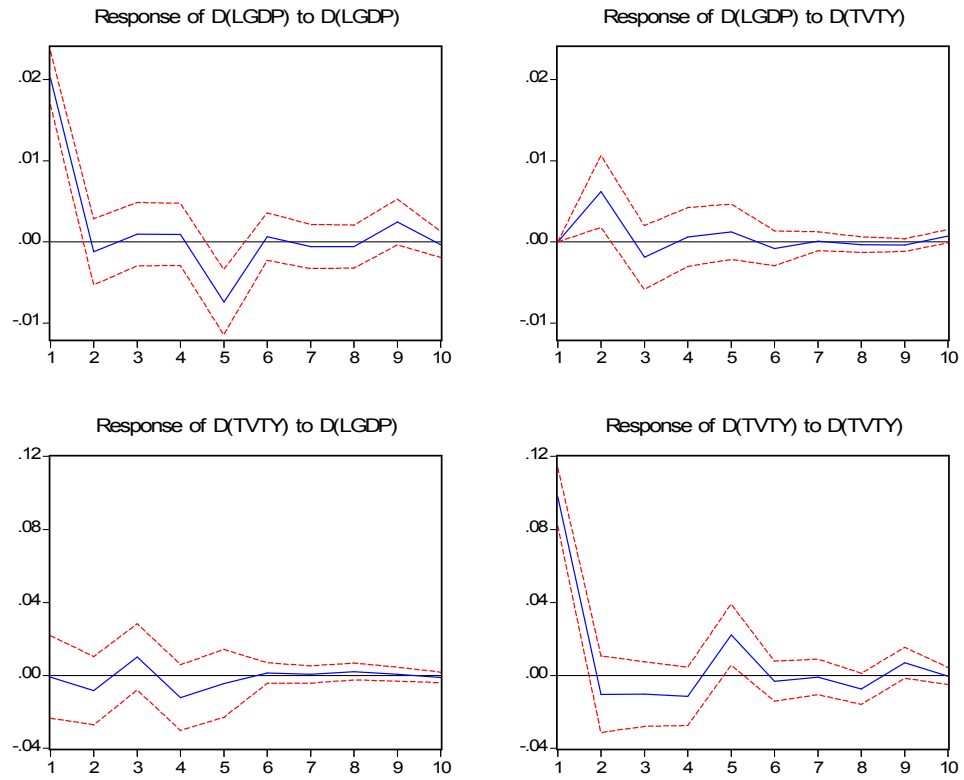 Response of D(LGDP) to D(LGDP)
.02
.01
.00
-.01
1 2 3 4 5 6 7 8 9 10
Response of D(LGDP) to D(TVTY)
.02
.01
.00
-.01
1 2 3 4 5 6 7 8 9 10
Response of D(TVTY) to D(LGDP)
.12
.08
.04
.00
-.04
1 2 3 4 5 6 7 8 9 10
Response of D(TVTY) to D(TVTY)
.12
.08
.04
.00
-.04
1 2 3 4 5 6 7 8 9 10